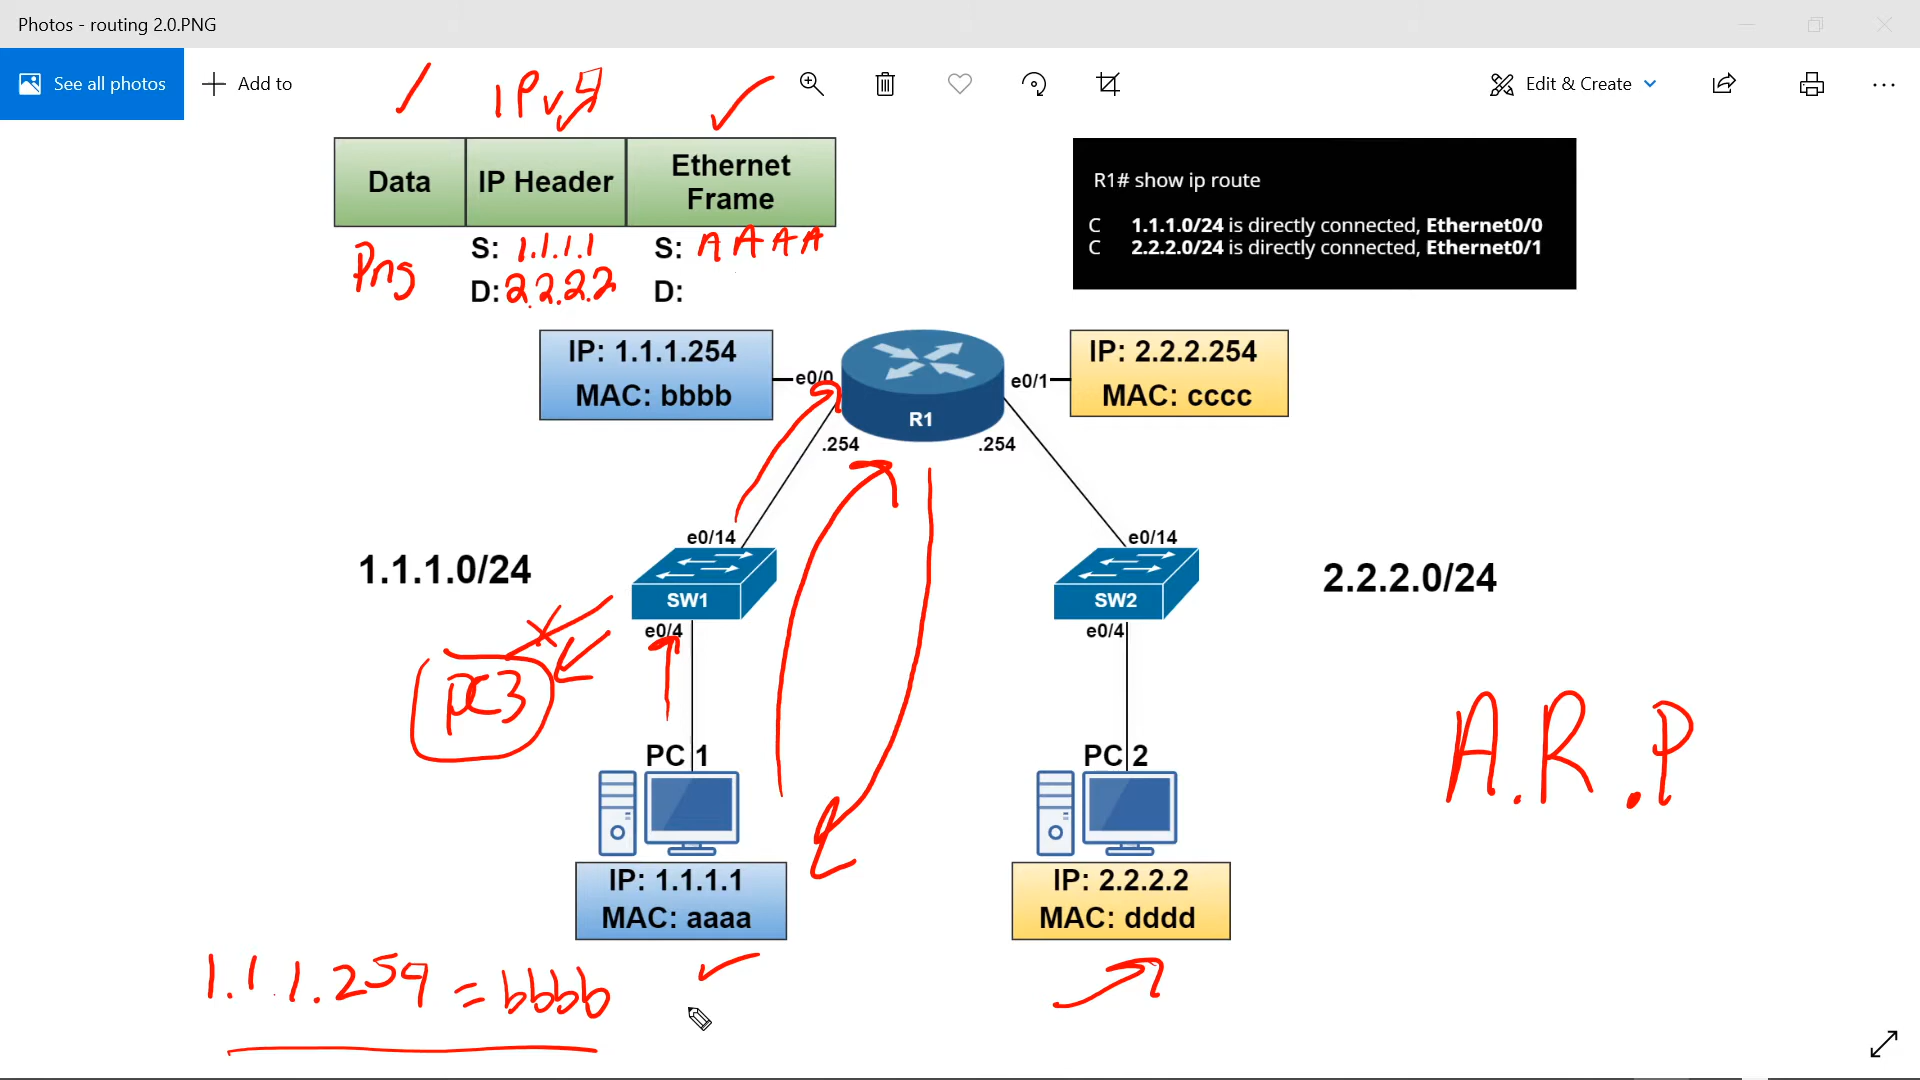 Photos - routing 2.0.PNG
See all photos
Add to
Edit & Create
IPv4
Data
IP Header
Ethernet
Frame
Png
S: 1.1.1.1
D: 2.2.2.2
S: AAAA
D:
R1# show ip route
C 1.1.1.0/24 is directly connected, Ethernet0/0
C 2.2.2.0/24 is directly connected, Ethernet0/1
IP: 1.1.1.254
MAC: bbbb
e0/0
R1
e0/1
IP: 2.2.2.254
MAC: cccc
.254
.254
e0/14
e0/14
1.1.1.0/24
SW1
SW2
2.2.2.0/24
e0/4
e0/4
PC3
PC 1
PC 2
A.R.P
IP: 1.1.1.1
MAC: aaaa
IP: 2.2.2.2
MAC: dddd
1.1.1.254 = bbbb